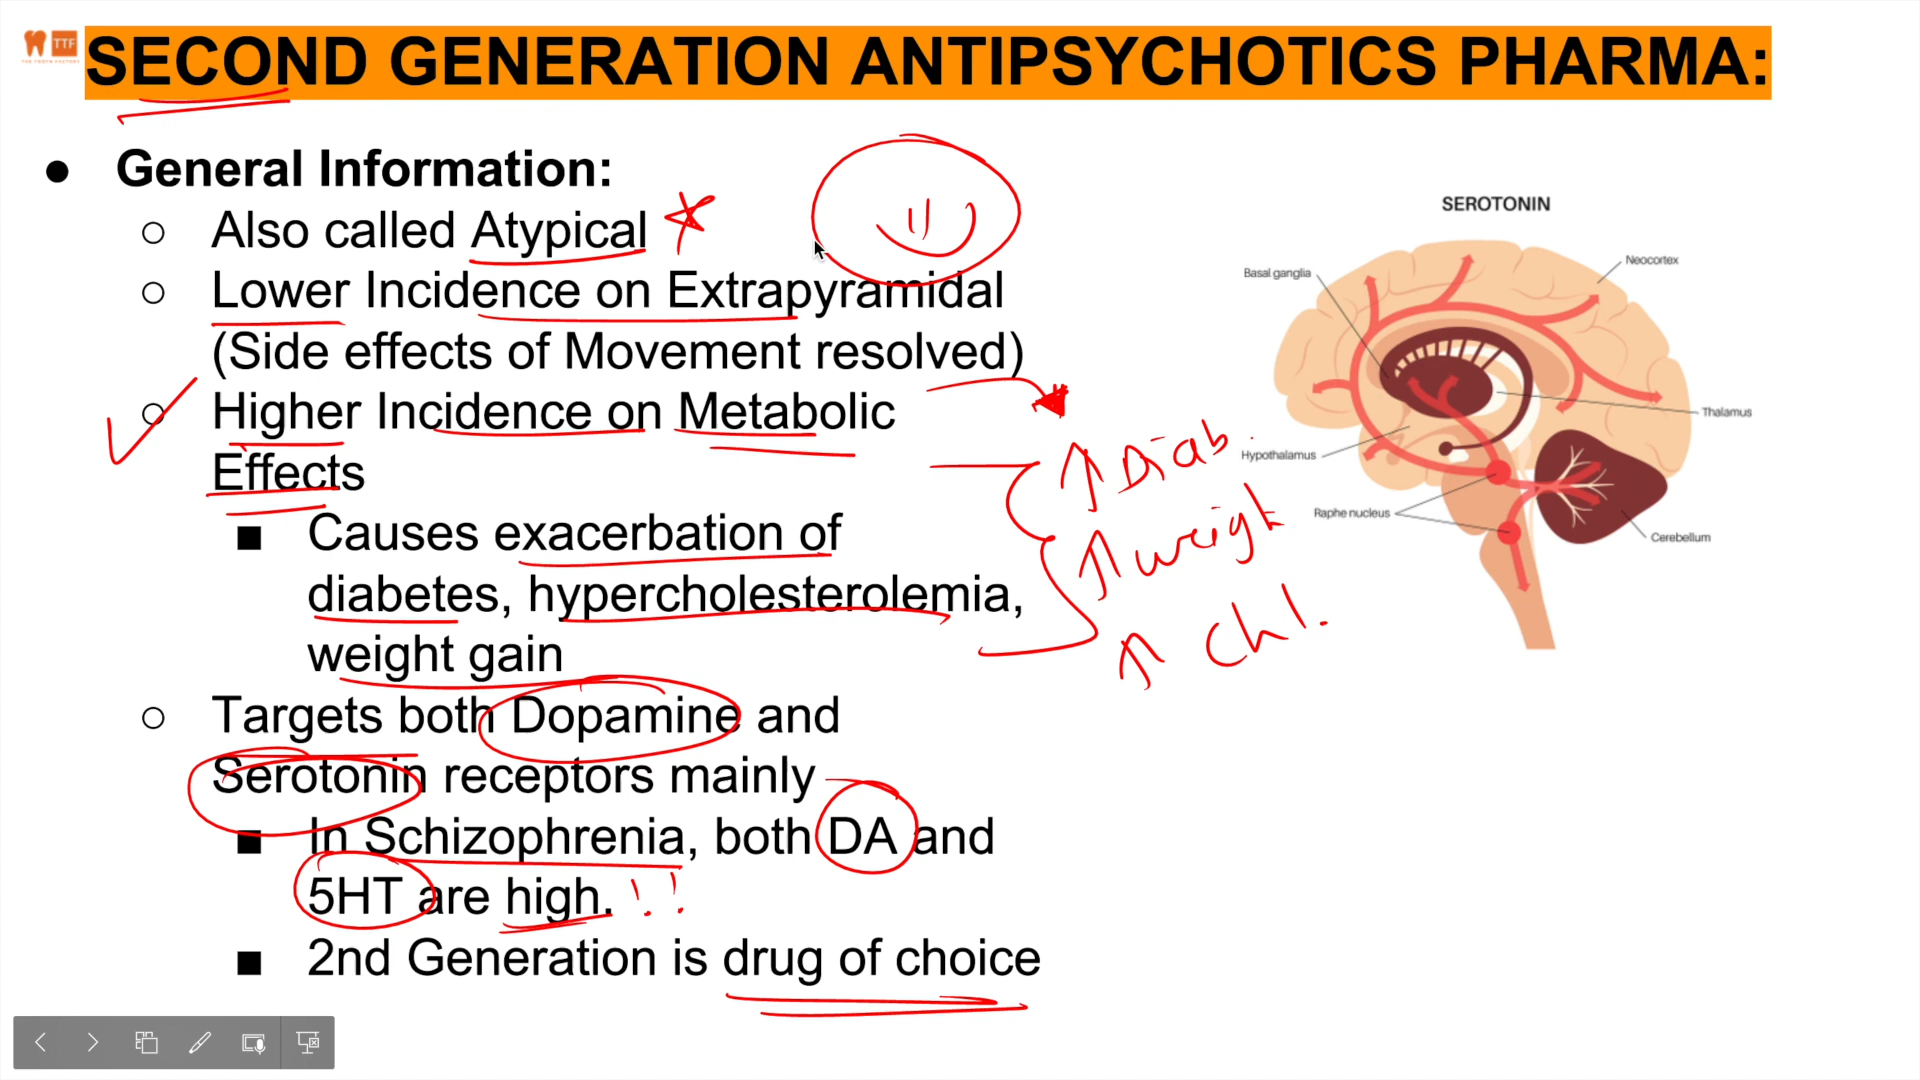 TTF
SECOND GENERATION ANTIPSYCHOTICS PHARMA:
● General Information:
○ Also called Atypical
○ Lower Incidence on Extrapyramidal
(Side effects of Movement resolved)
○ Higher Incidence on Metabolic
Effects
■ Causes exacerbation of
diabetes, hypercholesterolemia,
weight gain
○ Targets both Dopamine and
Serotonin receptors mainly
■ In Schizophrenia, both DA and
5HT are high. !!
■ 2nd Generation is drug of choice
↑ Diab.
↑ weigh
↑ Chl.
SEROTONIN
Basal ganglia
Neocortex
Thalamus
Hypothalamus
Raphe nucleus
Cerebellum